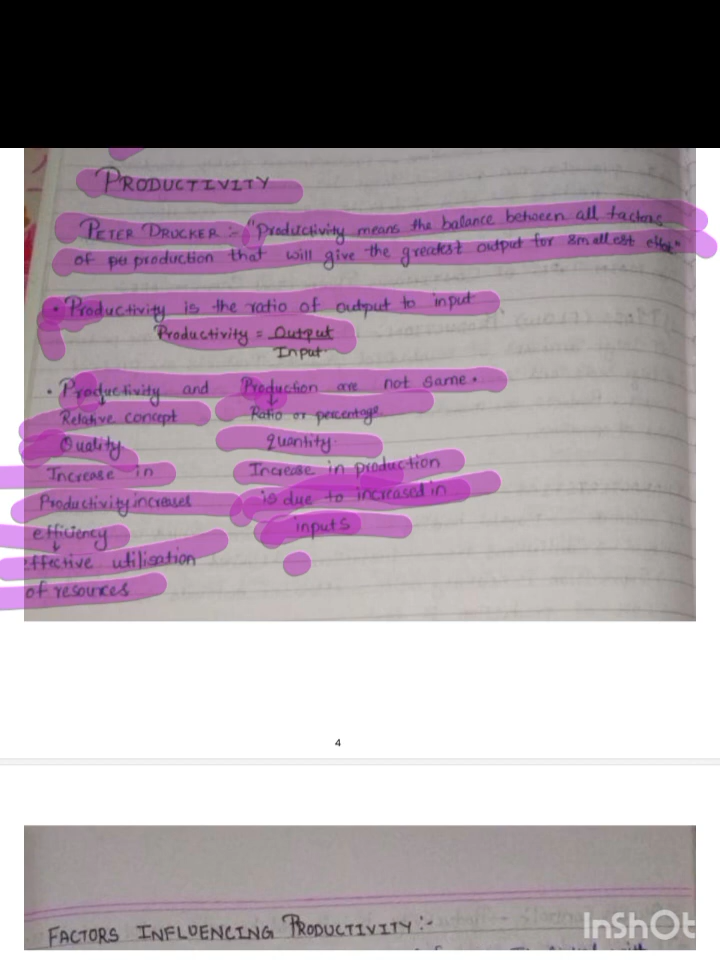 PRODUCTIVITY
PETER DRUCKER :- "Productivity means the balance between all factors
of pu production that will give the greatest output for smallest effort"
• Productivity is the ratio of output to input
Productivity = Output
Input.
• Productivity and Production are not same.
↓ ↓
Relative concept Ratio or percentage.
Quality. quantity.
Increase in Increase in production
Productivity increases is due to increased in
efficiency inputs
↓
effective utilisation
of resources
4
FACTORS INFLUENCING PRODUCTIVITY :-
InShOt